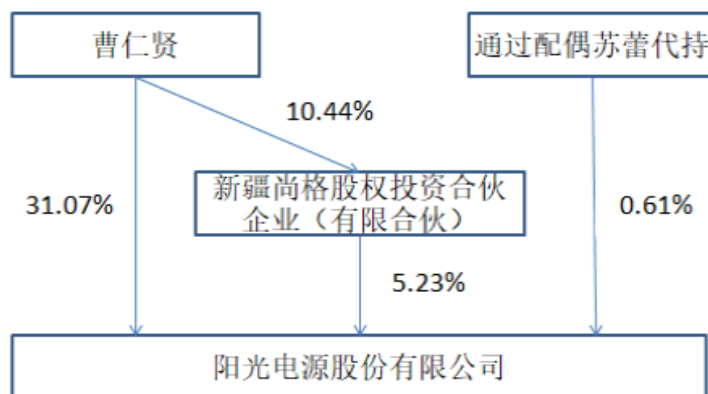 曹仁贤
通过配偶苏蕾代持
10.44%
新疆尚格股权投资合伙
企业（有限合伙）
31.07%
0.61%
5.23%
阳光电源股份有限公司